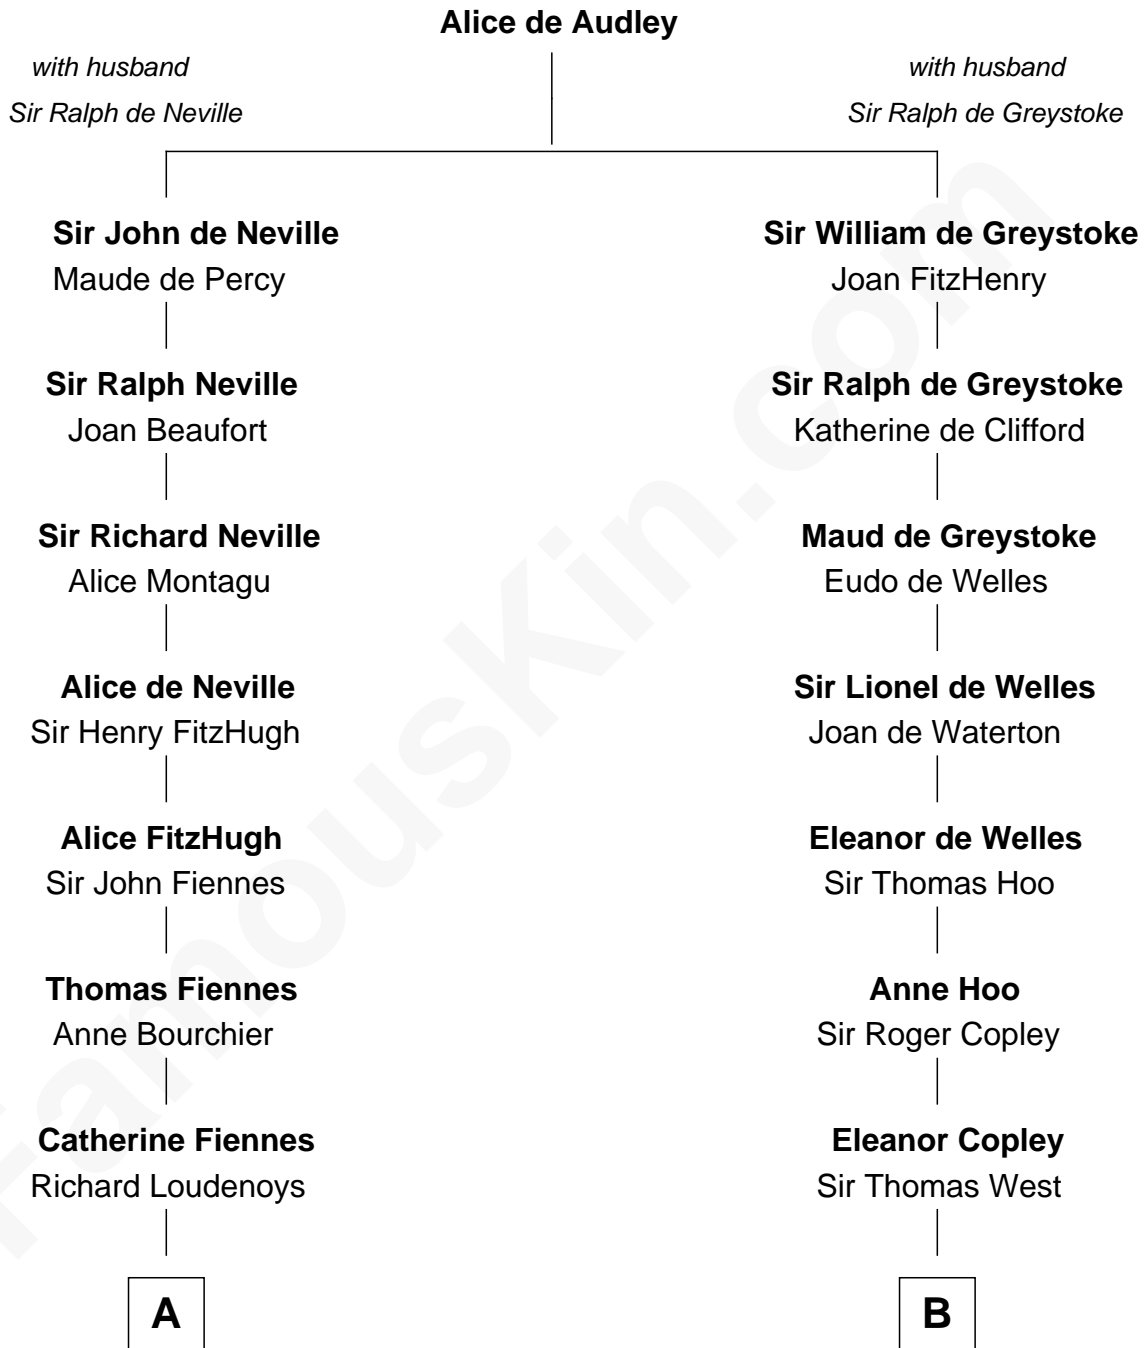 Alice de Audley
with husband
Sir Ralph de Neville
with husband
Sir Ralph de Greystoke
Sir John de Neville
Maude de Percy
Sir William de Greystoke
Joan FitzHenry
Sir Ralph Neville
Joan Beaufort
Sir Ralph de Greystoke
Katherine de Clifford
Sir Richard Neville
Alice Montagu
Maud de Greystoke
Eudo de Welles
Alice de Neville
Sir Henry FitzHugh
Sir Lionel de Welles
Joan de Waterton
Alice FitzHugh
Sir John Fiennes
Eleanor de Welles
Sir Thomas Hoo
Thomas Fiennes
Anne Bourchier
Anne Hoo
Sir Roger Copley
Catherine Fiennes
Richard Loudenoys
Eleanor Copley
Sir Thomas West
A
B
FamousKin.com